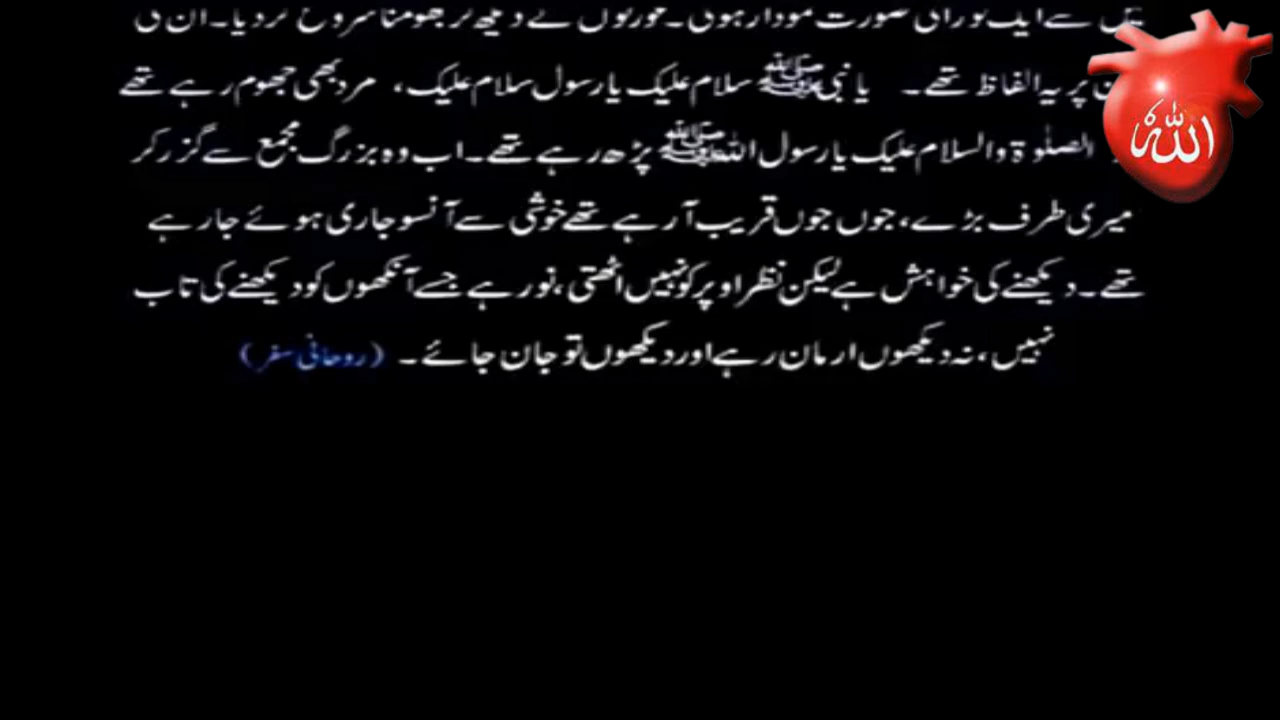 سے ایک نورانی صورت نمودار ہوئی۔ عورتوں نے دیکھ کر جھومنا شروع کر دیا۔ ان کی
پر یہ الفاظ تھے۔ یا نبی ﷺ سلام علیک یا رسول سلام علیک، مرد بھی جھوم رہے تھے
الصلوٰۃ والسلام علیک یا رسول اللہ ﷺ پڑھ رہے تھے۔ اب وہ بزرگ مجمع سے گزر کر
میری طرف بڑے، جوں جوں قریب آ رہے تھے خوشی سے آنسو جاری ہوئے جا رہے
تھے۔ دیکھنے کی خواہش ہے لیکن نظر اوپر کو نہیں اٹھتی، نور ہے جسے آنکھوں کو دیکھنے کی تاب
نہیں، نہ دیکھوں ارمان رہے اور دیکھوں تو جان جائے۔ (روحانی سفر)
اللہ